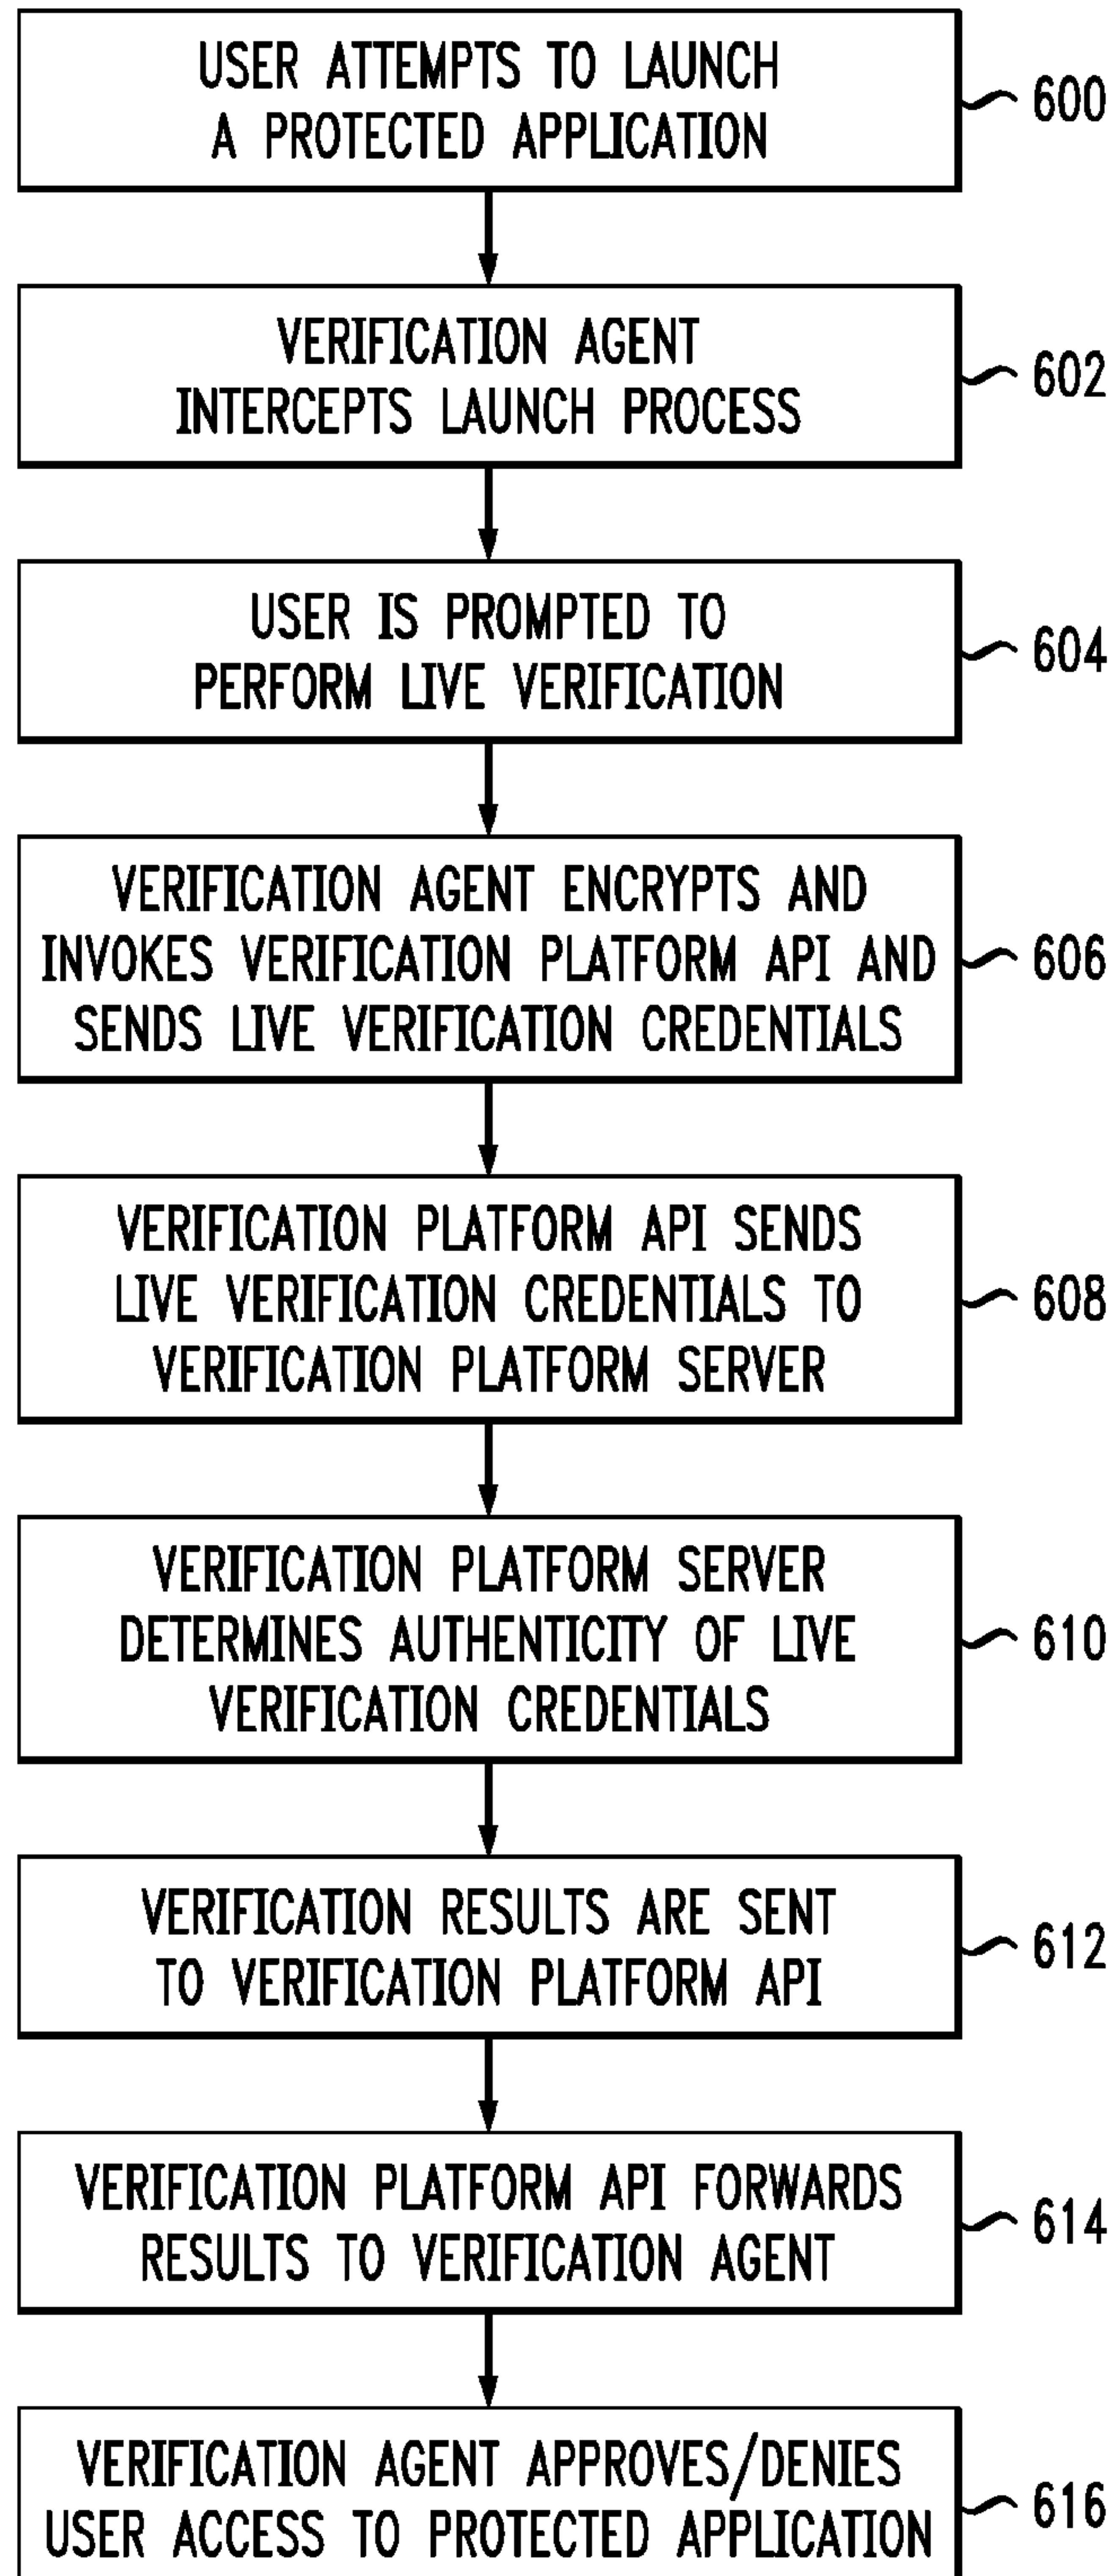 USER ATTEMPTS TO LAUNCH
A PROTECTED APPLICATION
600
VERIFICATION AGENT
INTERCEPTS LAUNCH PROCESS
602
USER IS PROMPTED TO
PERFORM LIVE VERIFICATION
604
VERIFICATION AGENT ENCRYPTS AND
INVOKES VERIFICATION PLATFORM API AND
SENDS LIVE VERIFICATION CREDENTIALS
606
VERIFICATION PLATFORM API SENDS
LIVE VERIFICATION CREDENTIALS TO
VERIFICATION PLATFORM SERVER
608
VERIFICATION PLATFORM SERVER
DETERMINES AUTHENTICITY OF LIVE
VERIFICATION CREDENTIALS
610
VERIFICATION RESULTS ARE SENT
TO VERIFICATION PLATFORM API
612
VERIFICATION PLATFORM API FORWARDS
RESULTS TO VERIFICATION AGENT
614
VERIFICATION AGENT APPROVES/DENIES
USER ACCESS TO PROTECTED APPLICATION
616